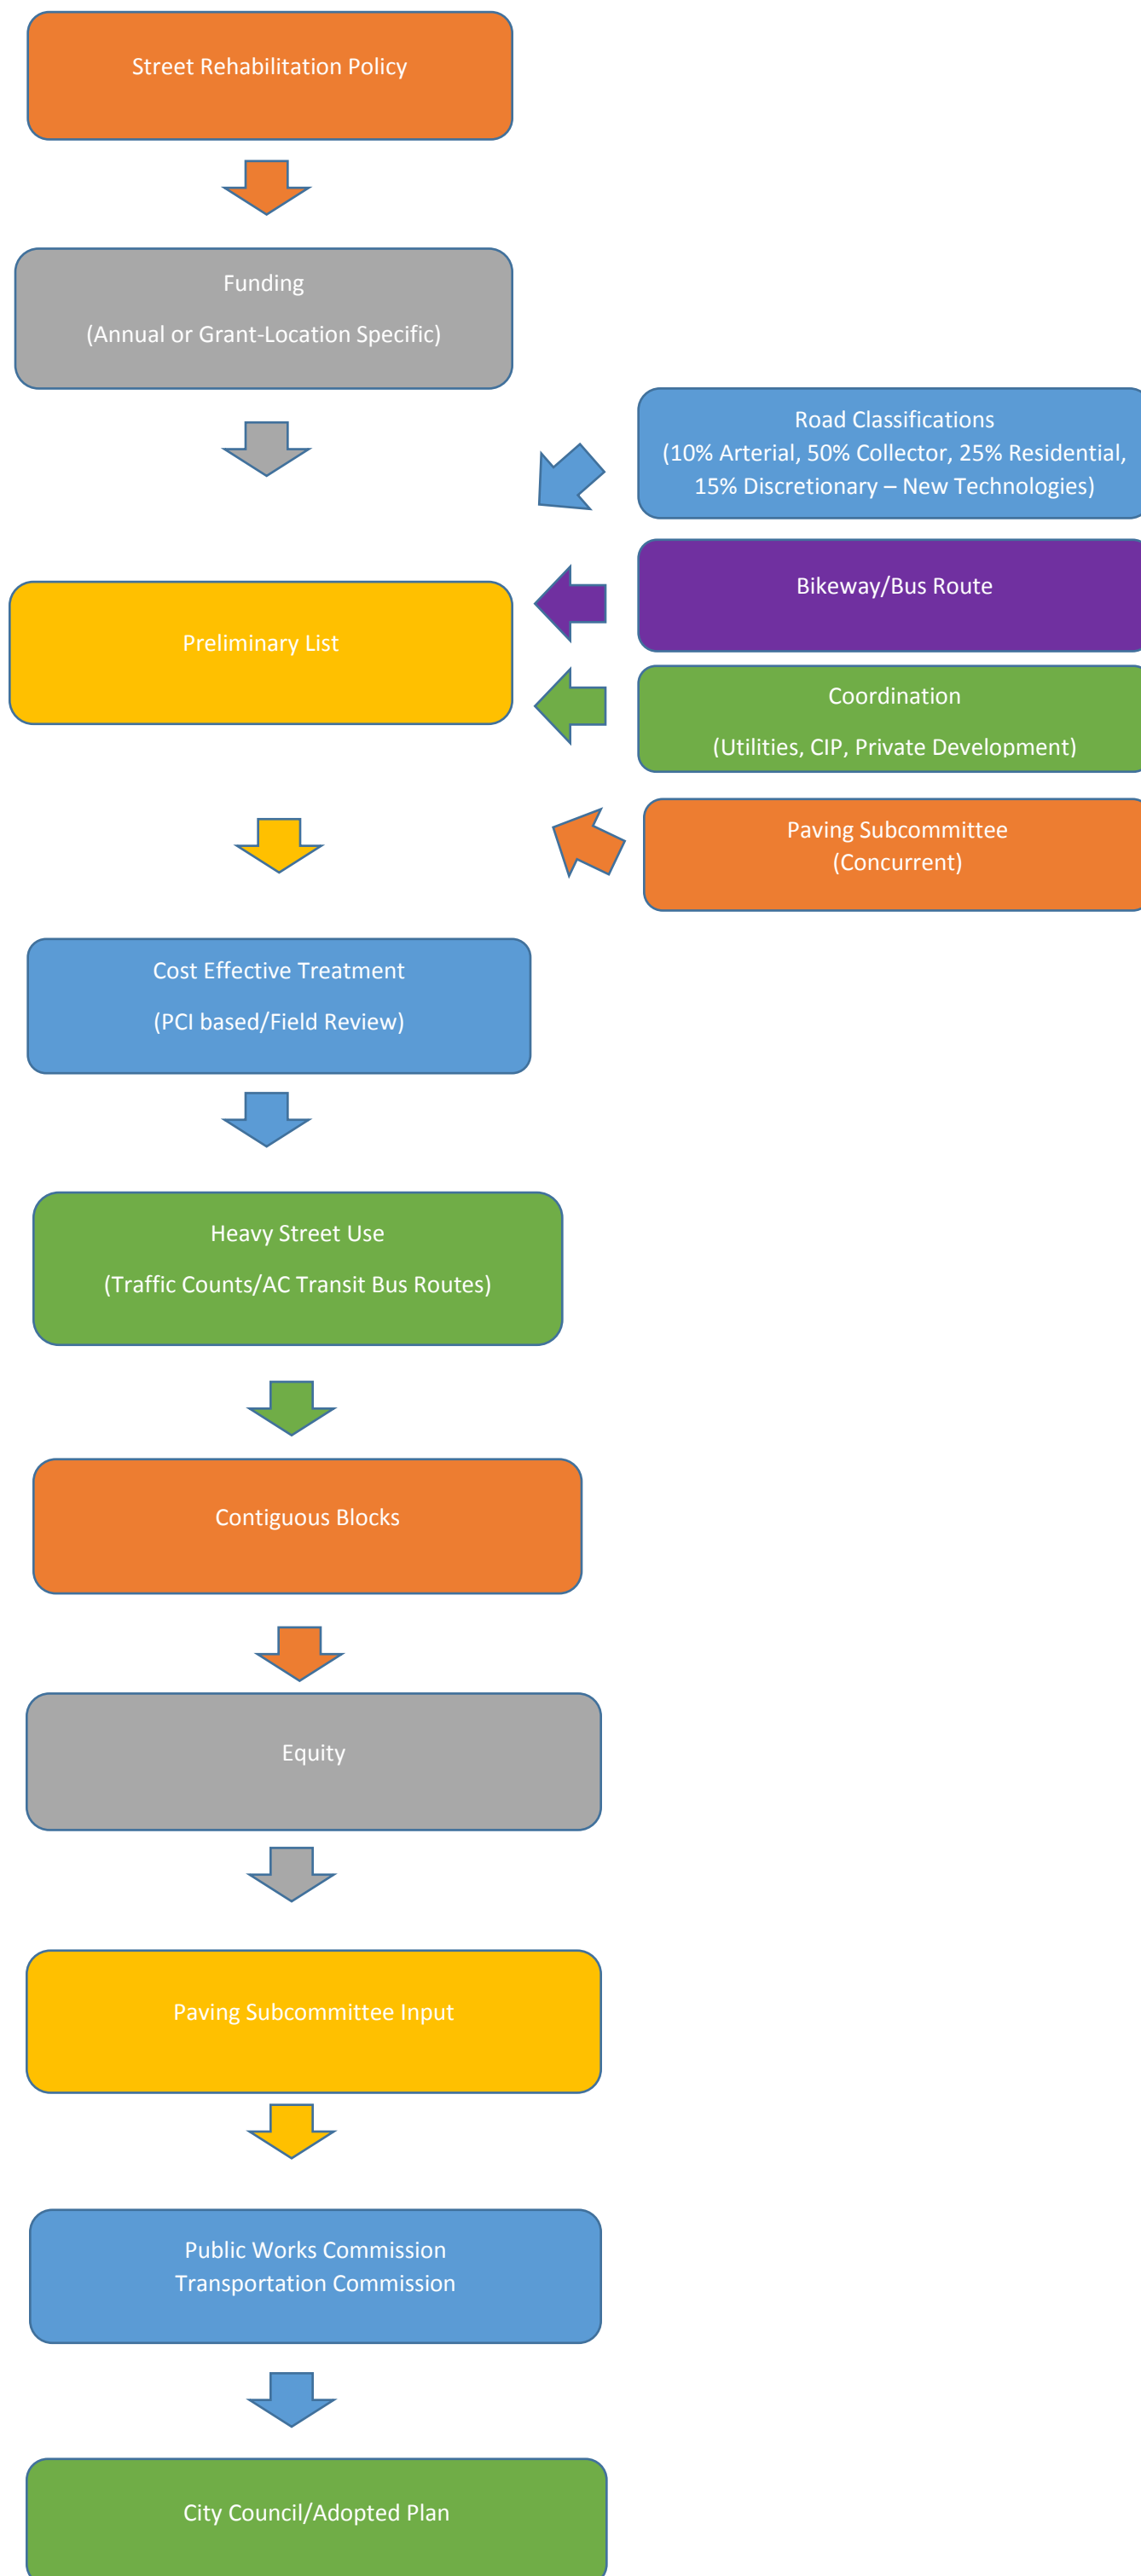 Street Rehabilitation Policy
Funding
(Annual or Grant-Location Specific)
Road Classifications
(10% Arterial, 50% Collector, 25% Residential,
15% Discretionary – New Technologies)
Bikeway/Bus Route
Preliminary List
Coordination
(Utilities, CIP, Private Development)
Paving Subcommittee
(Concurrent)
Cost Effective Treatment
(PCI based/Field Review)
Heavy Street Use
(Traffic Counts/AC Transit Bus Routes)
Contiguous Blocks
Equity
Paving Subcommittee Input
Public Works Commission
Transportation Commission
City Council/Adopted Plan